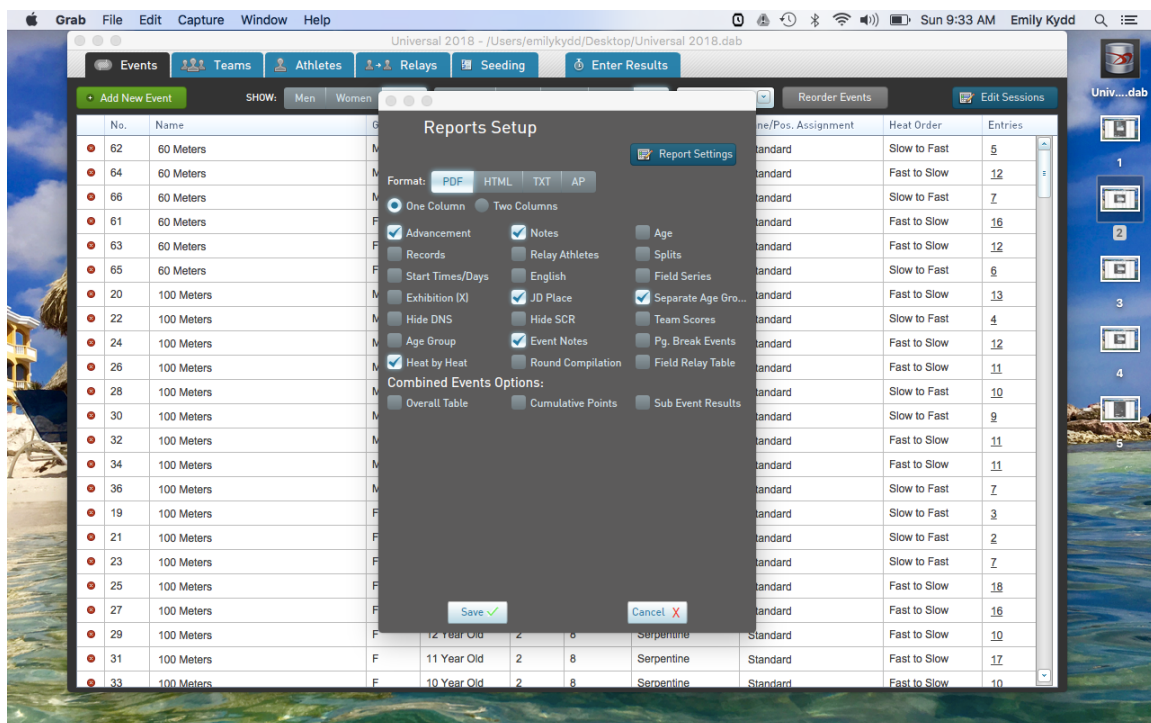 Grab File Edit Capture Window Help Sun 9:33 AM Emily Kydd
Universal 2018 - /Users/emilykydd/Desktop/Universal 2018.dab
Events Teams Athletes Relays Seeding Enter Results
Add New Event SHOW: Men Women Reorder Events Edit Sessions
Univ....dab
No. Name G Assignment Heat Order Entries
Reports Setup
Report Settings
Format: PDF HTML TXT AP
One Column Two Columns
Advancement Notes Age
Records Relay Athletes Splits
Start Times/Days English Field Series
Exhibition (X) JD Place Separate Age Gro...
Hide DNS Hide SCR Team Scores
Age Group Event Notes Pg. Break Events
Heat by Heat Round Compilation Field Relay Table
Combined Events Options:
Overall Table Cumulative Points Sub Event Results
Save Cancel X
62 60 Meters M tandard Slow to Fast 5
64 60 Meters M tandard Fast to Slow 12
66 60 Meters M tandard Slow to Fast 7
61 60 Meters F tandard Fast to Slow 16
63 60 Meters F tandard Fast to Slow 12
65 60 Meters F tandard Slow to Fast 6
20 100 Meters M tandard Fast to Slow 13
22 100 Meters M tandard Slow to Fast 4
24 100 Meters M tandard Fast to Slow 12
26 100 Meters M tandard Fast to Slow 11
28 100 Meters M tandard Fast to Slow 10
30 100 Meters M tandard Fast to Slow 9
32 100 Meters M tandard Fast to Slow 11
34 100 Meters M tandard Fast to Slow 11
36 100 Meters M tandard Slow to Fast 7
19 100 Meters F tandard Slow to Fast 3
21 100 Meters F tandard Slow to Fast 2
23 100 Meters F tandard Slow to Fast 7
25 100 Meters F tandard Fast to Slow 18
27 100 Meters F tandard Fast to Slow 16
29 100 Meters F 12 Year Old 2 8 Serpentine Standard Fast to Slow 10
31 100 Meters F 11 Year Old 2 8 Serpentine Standard Fast to Slow 17
33 100 Meters F 10 Year Old 2 8 Serpentine Standard Fast to Slow 10
1
2
3
4
5